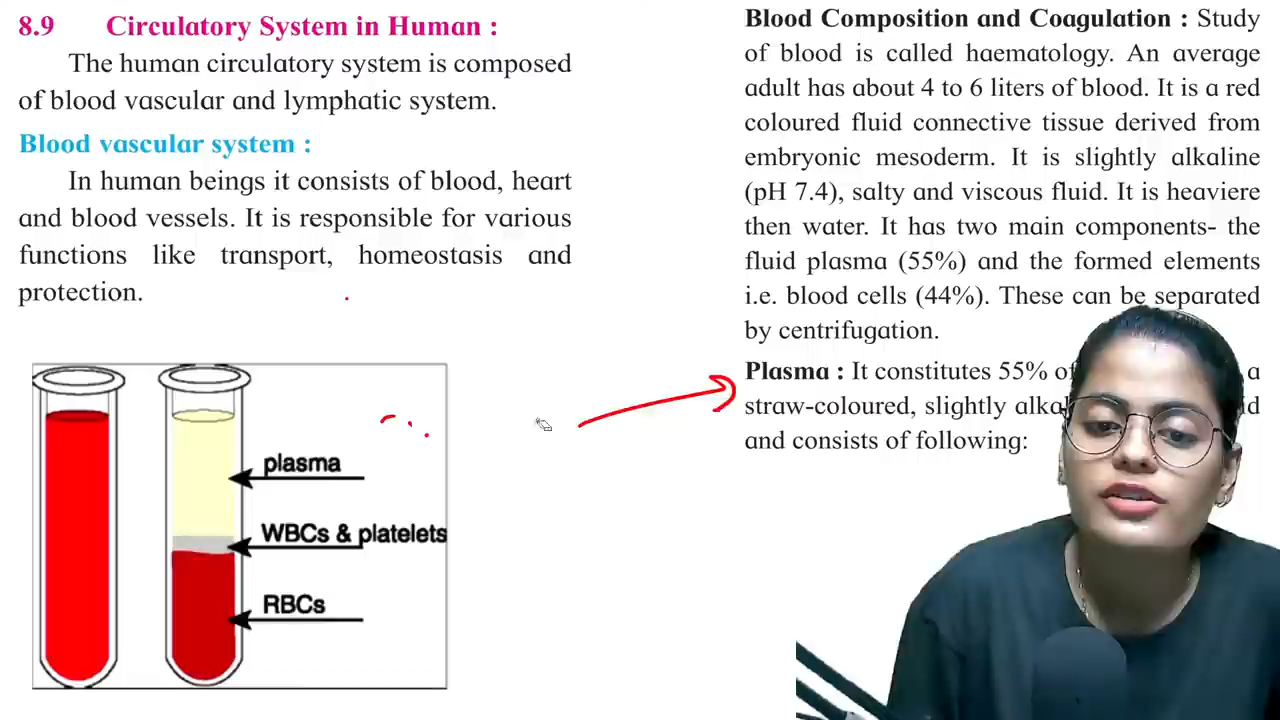 8.9 Circulatory System in Human :
The human circulatory system is composed
of blood vascular and lymphatic system.
Blood vascular system :
In human beings it consists of blood, heart
and blood vessels. It is responsible for various
functions like transport, homeostasis and
protection.
plasma
WBCs & platelets
RBCs
Blood Composition and Coagulation : Study
of blood is called haematology. An average
adult has about 4 to 6 liters of blood. It is a red
coloured fluid connective tissue derived from
embryonic mesoderm. It is slightly alkaline
(pH 7.4), salty and viscous fluid. It is heaviere
then water. It has two main components- the
fluid plasma (55%) and the formed elements
i.e. blood cells (44%). These can be separated
by centrifugation.
Plasma : It constitutes 55% of a
straw-coloured, slightly
and consists of following: